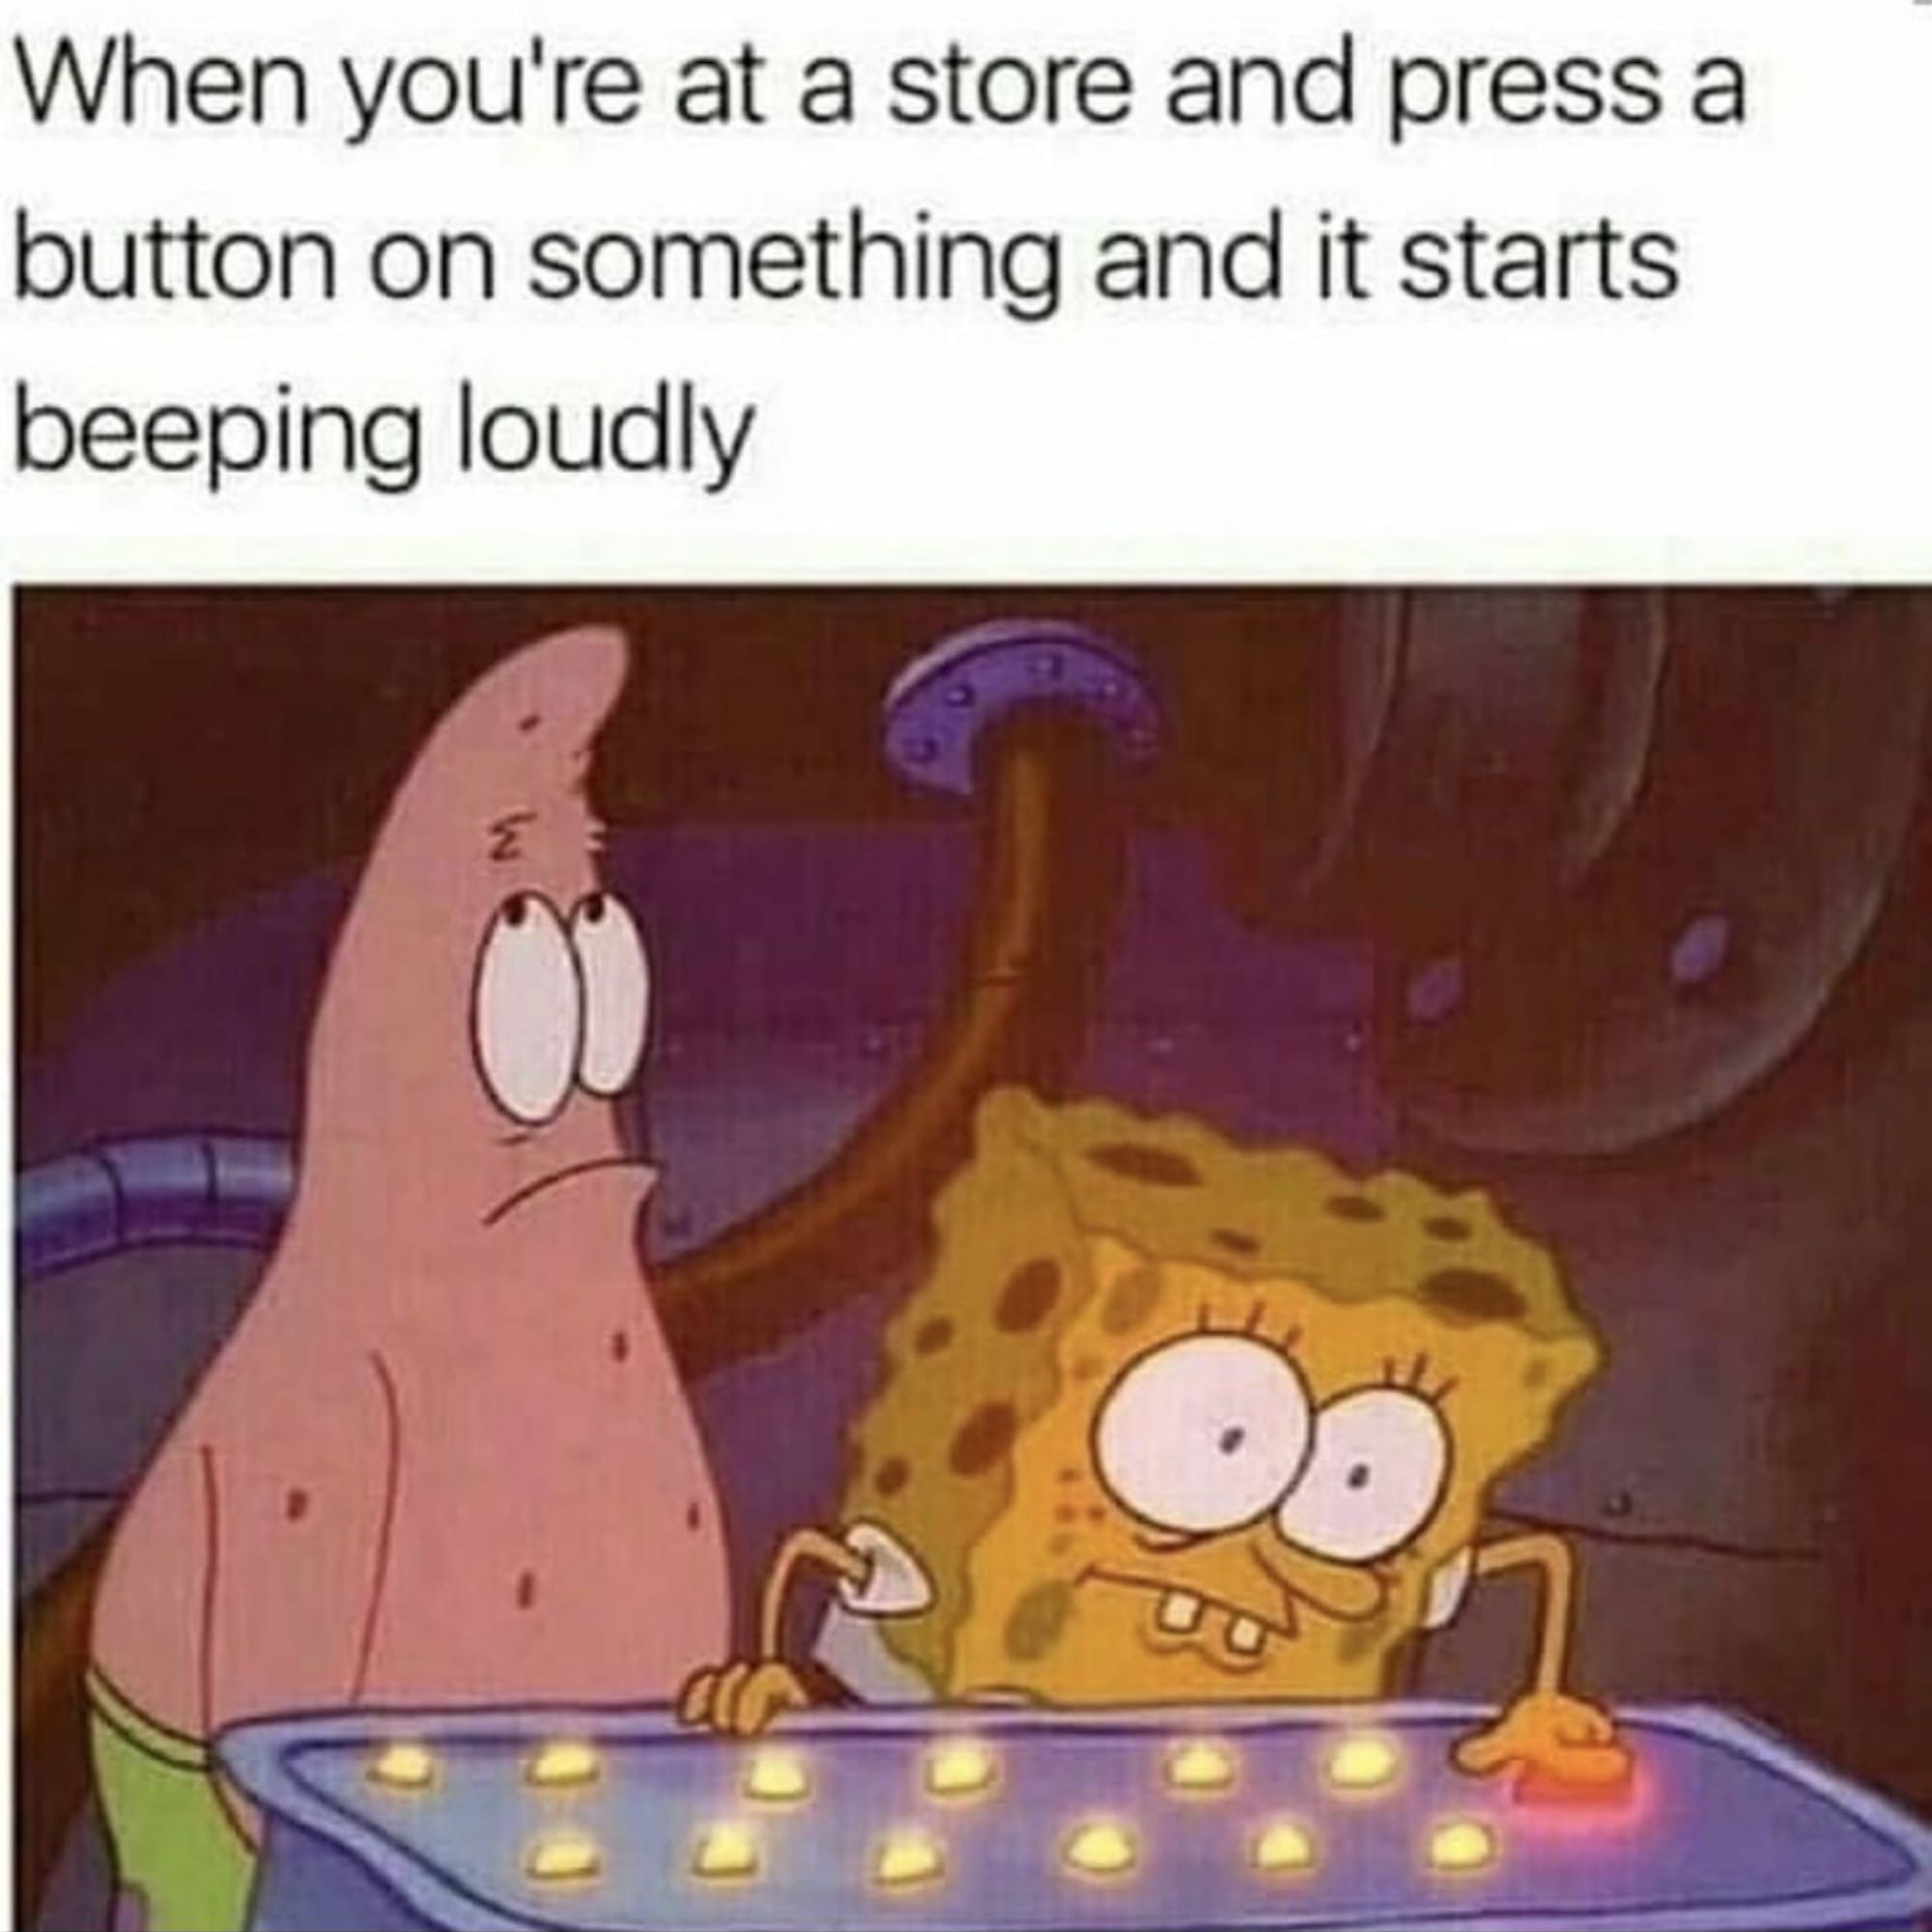 When you're at a store and press a
button on something and it starts
beeping loudly